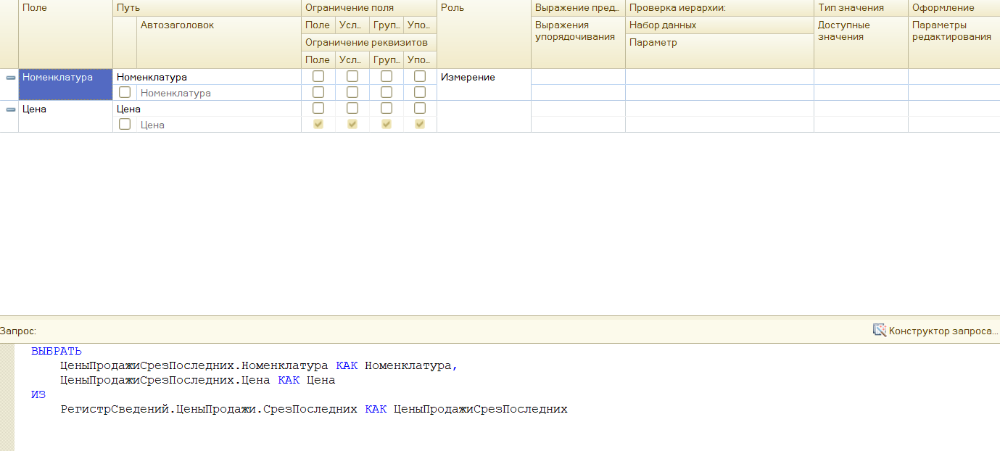 Поле Путь Ограничение поля Роль Выражение пред... Проверка иерархии: Тип значения Оформление
Автозаголовок Поле Усл... Груп... Упо... Выражения упорядочивания Набор данных Доступные значения Параметры редактирования
Ограничение реквизитов Параметр
Поле Усл... Груп... Упо...
Номенклатура Номенклатура Измерение
Номенклатура
Цена Цена
Цена
Запрос: Конструктор запроса...
ВЫБРАТЬ
ЦеныПродажиСрезПоследних.Номенклатура КАК Номенклатура,
ЦеныПродажиСрезПоследних.Цена КАК Цена
ИЗ
РегистрСведений.ЦеныПродажи.СрезПоследних КАК ЦеныПродажиСрезПоследних